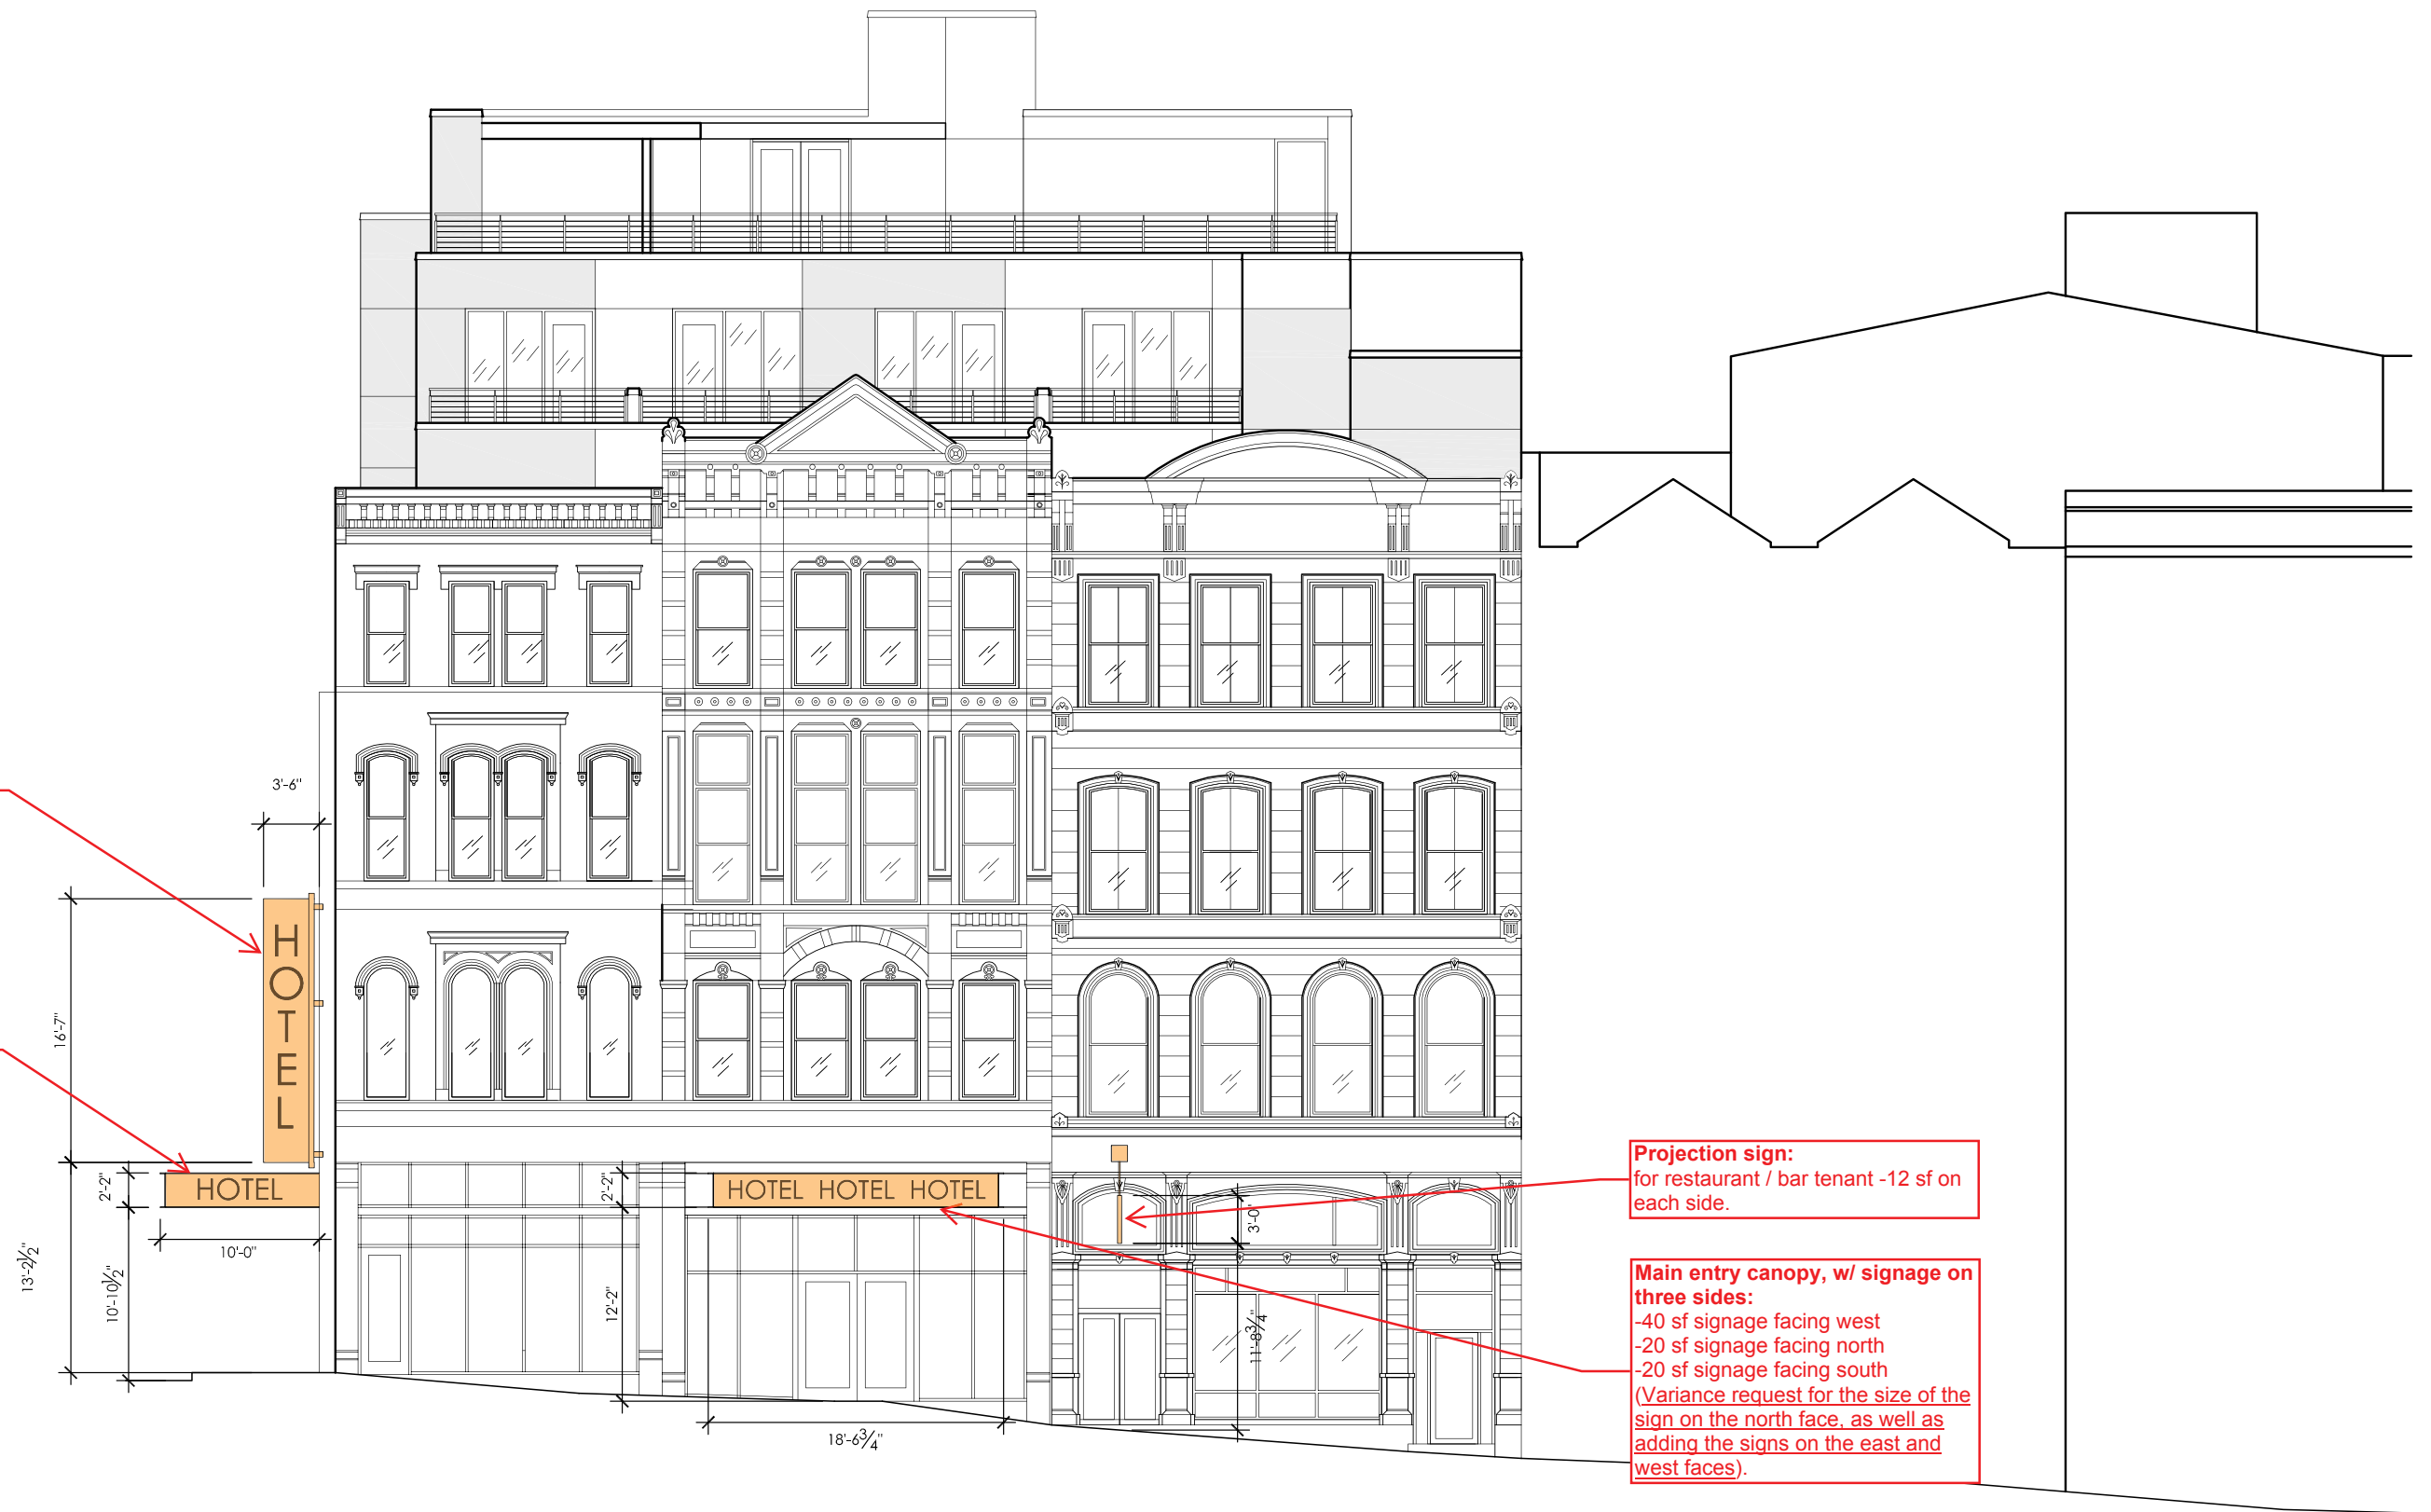 3'-6"
H
O
T
E
L
16'-7"
2'-2"
HOTEL
10'-0"
13'-2½"
10'-10½"
2'-2"
HOTEL HOTEL HOTEL
12'-2"
18'-6¾"
3'-0"
11'-8¾"
Projection sign:
for restaurant / bar tenant -12 sf on
each side.
Main entry canopy, w/ signage on
three sides:
-40 sf signage facing west
-20 sf signage facing north
-20 sf signage facing south
(Variance request for the size of the
sign on the north face, as well as
adding the signs on the east and
west faces).